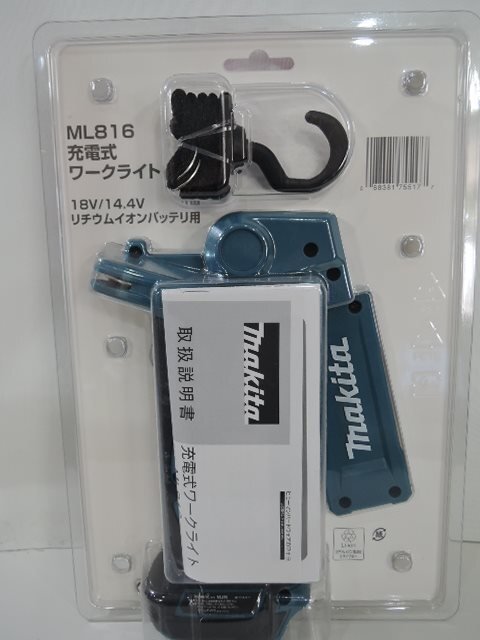 ML816
充電式
ワークライト
18V/14.4V
リチウムイオンバッテリ用
makita
取扱説明書
充電式ワークライト
makita
Li-ion